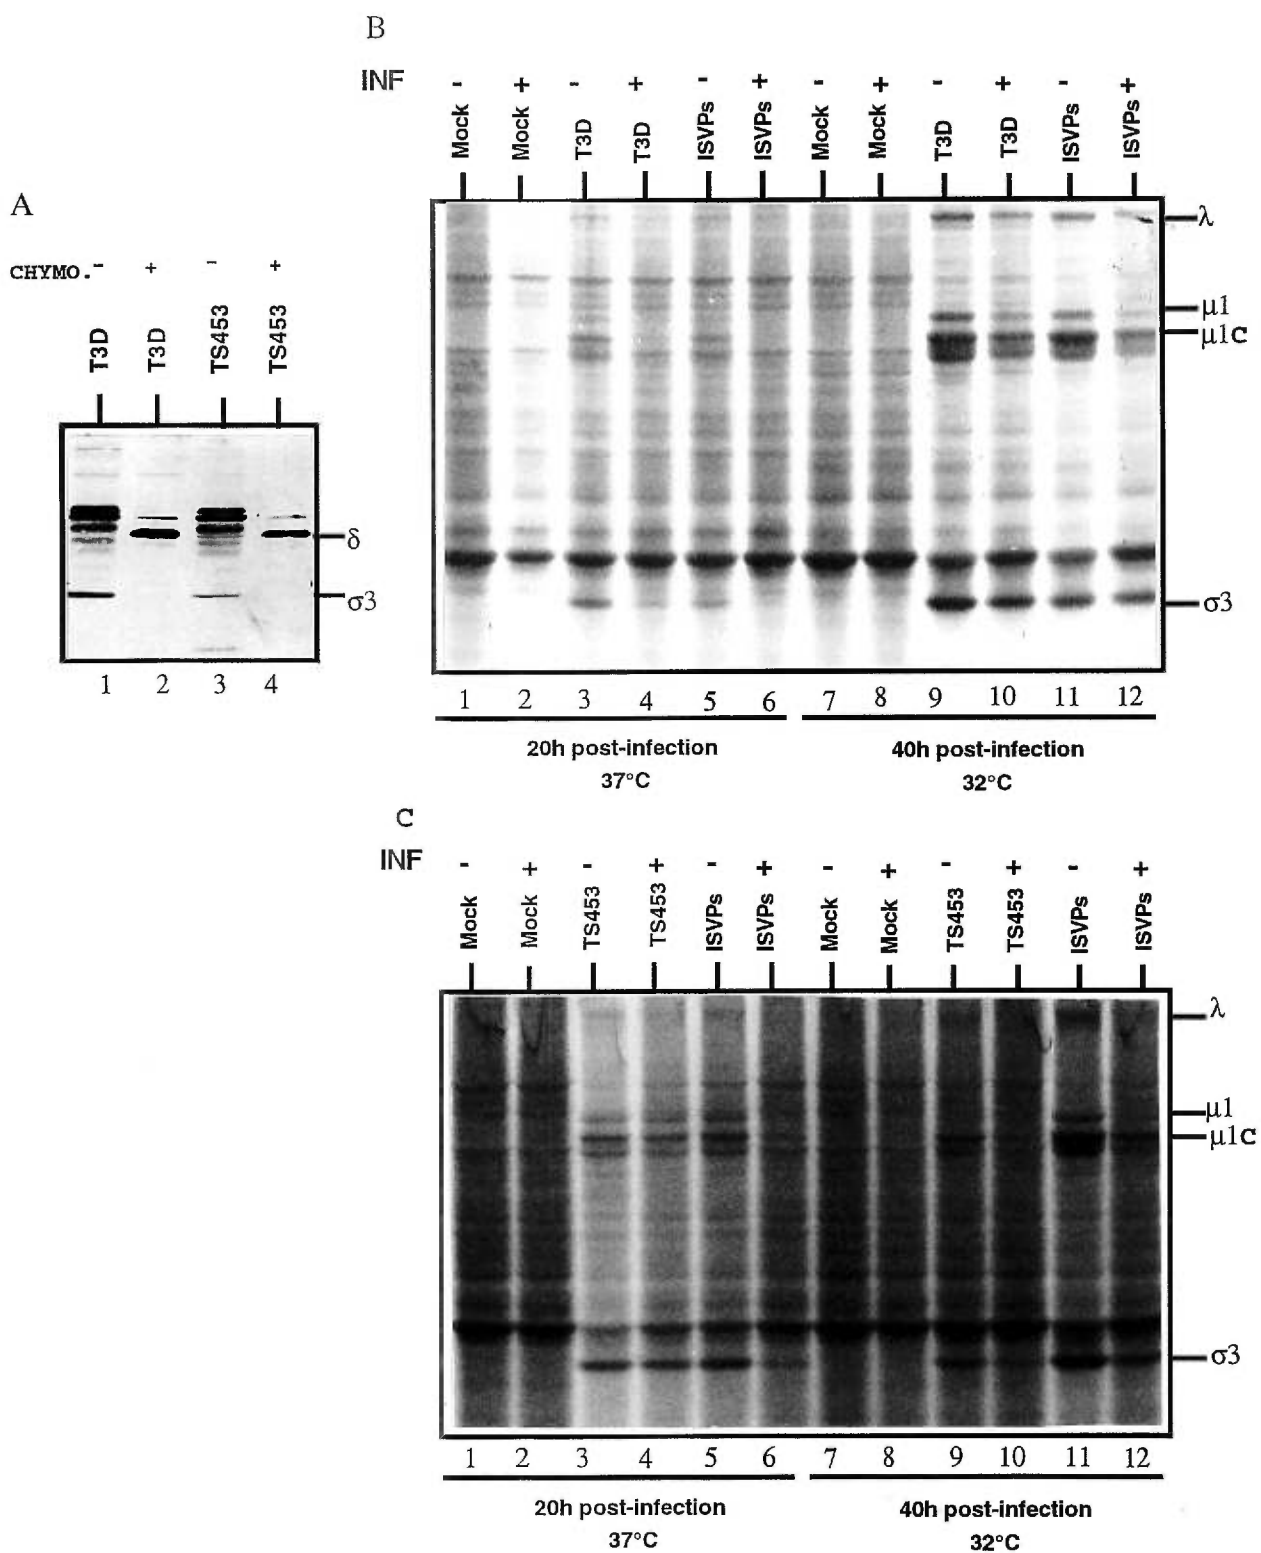 A
CHYMO. - + - +
T3D T3D TS453 TS453
δ
σ3
1 2 3 4
B
INF - + - + - + - + - + - +
Mock Mock T3D T3D ISVPs ISVPs Mock Mock T3D T3D ISVPs ISVPs
λ
μ1
μ1C
σ3
1 2 3 4 5 6 7 8 9 10 11 12
20h post-infection 40h post-infection
37°C 32°C
C
INF - + - + - + - + - + - +
Mock Mock TS453 TS453 ISVPs ISVPs Mock Mock TS453 TS453 ISVPs ISVPs
λ
μ1
μ1C
σ3
1 2 3 4 5 6 7 8 9 10 11 12
20h post-infection 40h post-infection
37°C 32°C